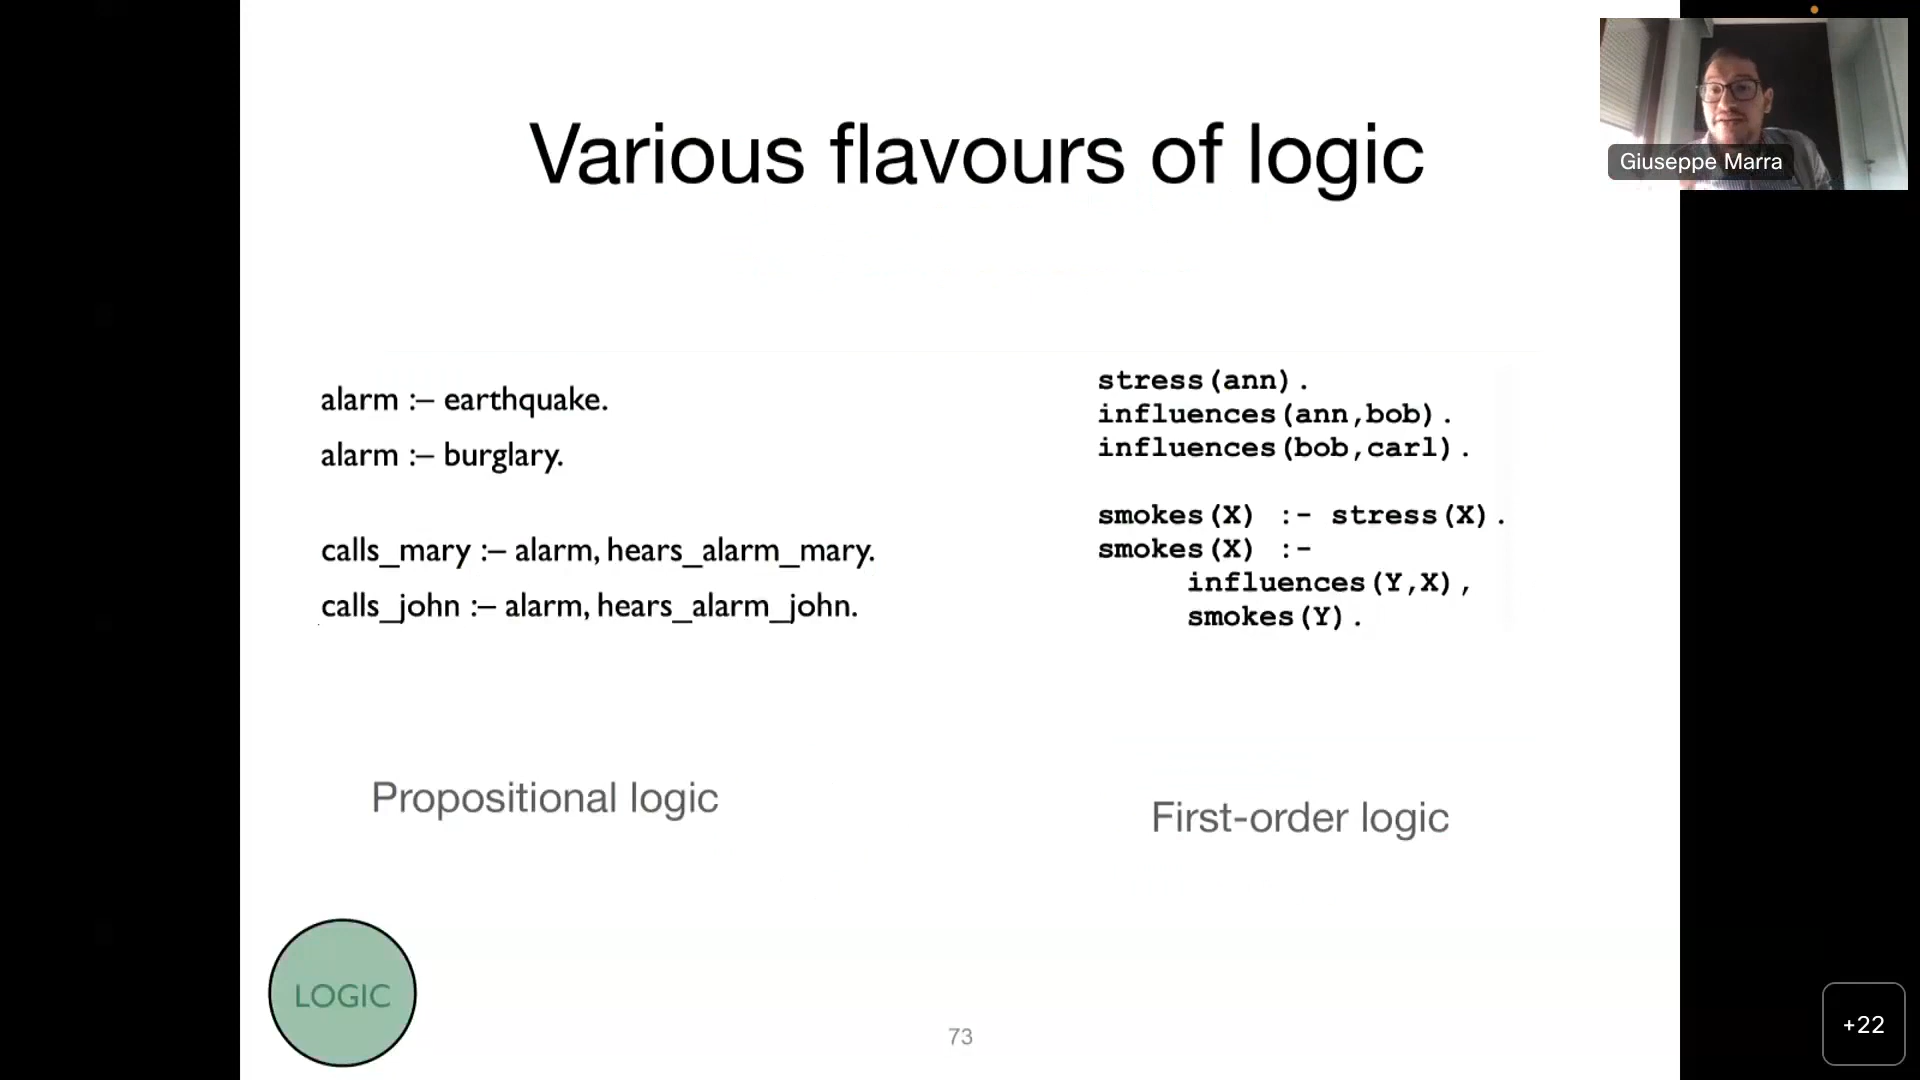 Various flavours of logic
Giuseppe Marra
alarm :– earthquake.
alarm :– burglary.
calls_mary :– alarm, hears_alarm_mary.
calls_john :– alarm, hears_alarm_john.
Propositional logic
stress(ann).
influences(ann,bob).
influences(bob,carl).
smokes(X) :- stress(X).
smokes(X) :-
influences(Y,X),
smokes(Y).
First-order logic
LOGIC
73
+22